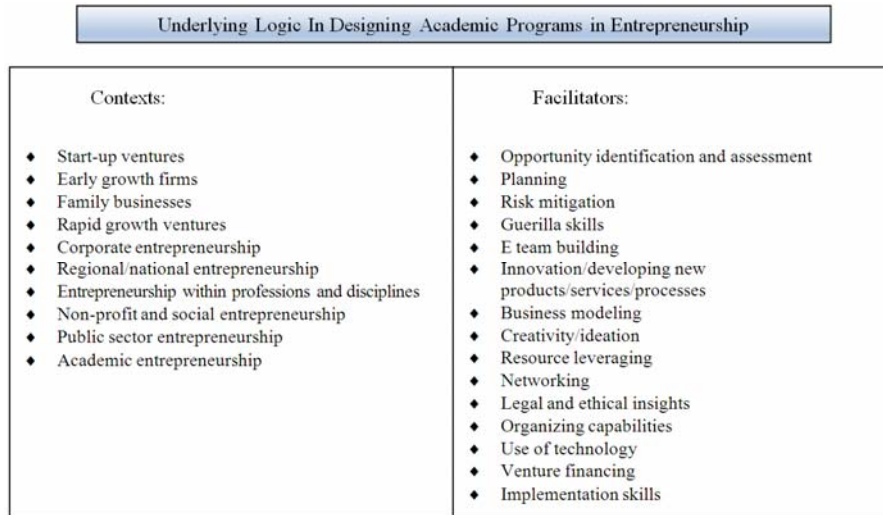 Underlying Logic In Designing Academic Programs in Entrepreneurship
Contexts:
♦ Start-up ventures
♦ Early growth firms
♦ Family businesses
♦ Rapid growth ventures
♦ Corporate entrepreneurship
♦ Regional/national entrepreneurship
♦ Entrepreneurship within professions and disciplines
♦ Non-profit and social entrepreneurship
♦ Public sector entrepreneurship
♦ Academic entrepreneurship
Facilitators:
♦ Opportunity identification and assessment
♦ Planning
♦ Risk mitigation
♦ Guerilla skills
♦ E team building
♦ Innovation/developing new
products/services/processes
♦ Business modeling
♦ Creativity/ideation
♦ Resource leveraging
♦ Networking
♦ Legal and ethical insights
♦ Organizing capabilities
♦ Use of technology
♦ Venture financing
♦ Implementation skills